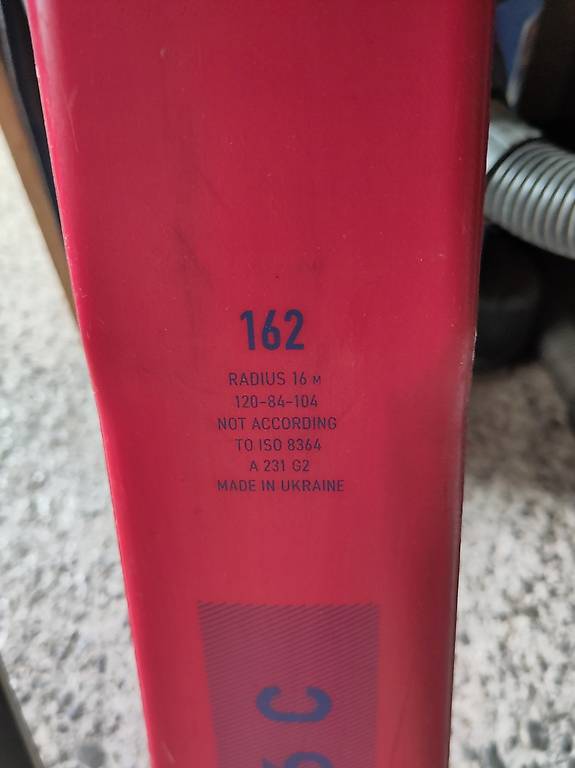 162
RADIUS 16 M
120-84-104
NOT ACCORDING
TO ISO 8364
A 231 G2
MADE IN UKRAINE
C